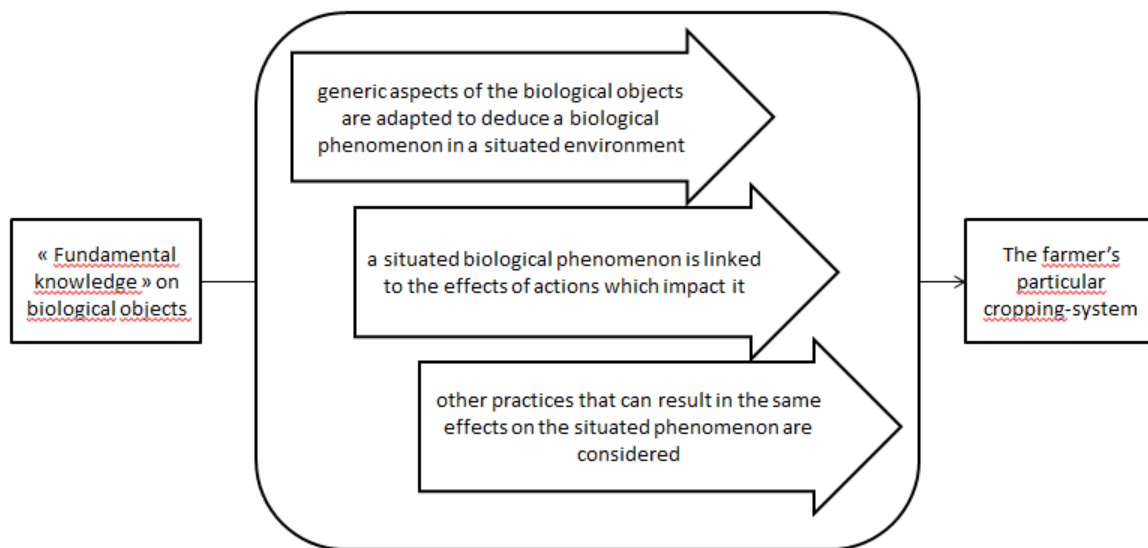 generic aspects of the biological objects
are adapted to deduce a biological
phenomenon in a situated environment
« Fundamental
knowledge » on
biological objects
a situated biological phenomenon is linked
to the effects of actions which impact it
The farmer's
particular
cropping-system
other practices that can result in the same
effects on the situated phenomenon are
considered